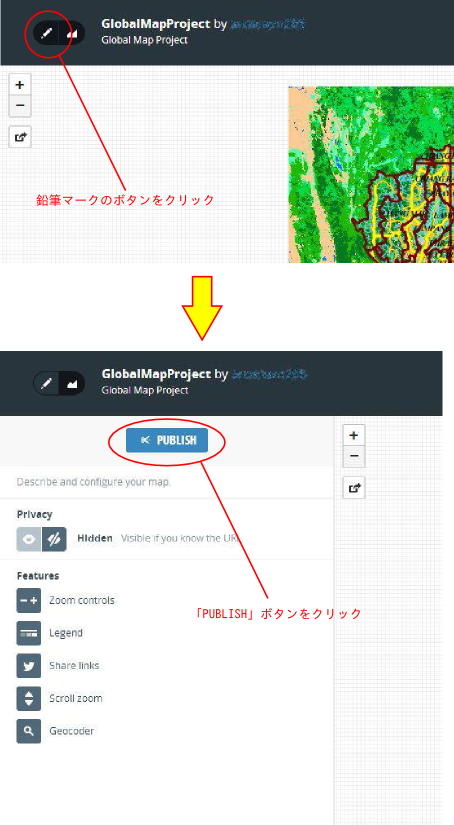 GlobalMapProject by
Global Map Project
+
−
鉛筆マークのボタンをクリック
GlobalMapProject by
Global Map Project
PUBLISH
+
−
Describe and configure your map.
Privacy
Hidden Visible if you know the UR
Features
Zoom controls
「PUBLISH」ボタンをクリック
Legend
Share links
Scroll zoom
Geocoder